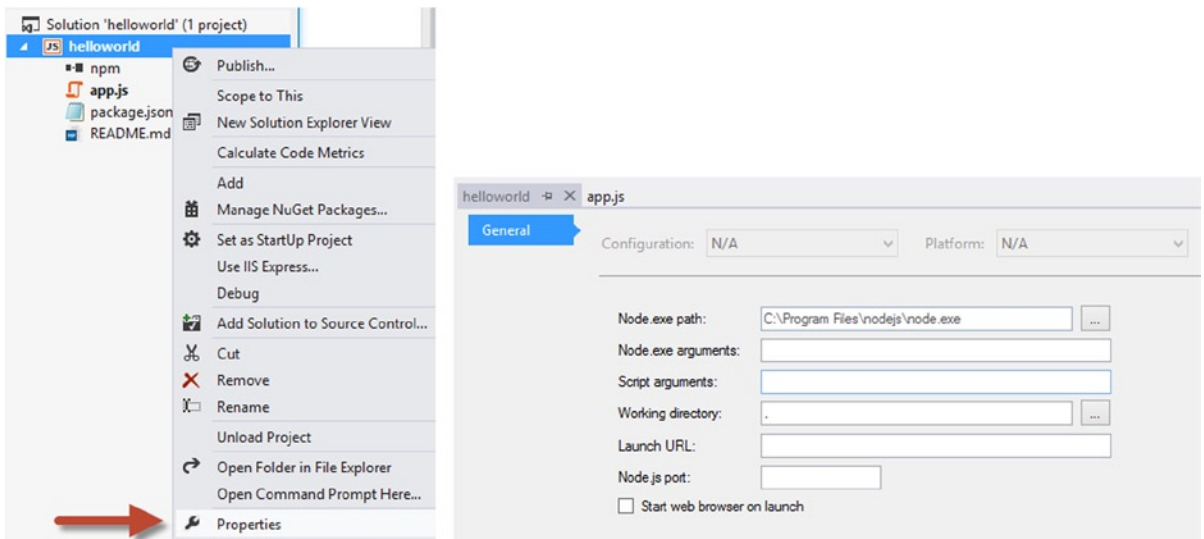 Solution 'helloworld' (1 project)
JS helloworld
npm
app.js
package.json
README.md
Publish...
Scope to This
New Solution Explorer View
Calculate Code Metrics
Add
Manage NuGet Packages...
Set as StartUp Project
Use IIS Express...
Debug
Add Solution to Source Control...
Cut
Remove
Rename
Unload Project
Open Folder in File Explorer
Open Command Prompt Here...
Properties
helloworld app.js
General
Configuration: N/A Platform: N/A
Node.exe path: C:\Program Files\nodejs\node.exe ...
Node.exe arguments:
Script arguments:
Working directory: . ...
Launch URL:
Node.js port:
Start web browser on launch